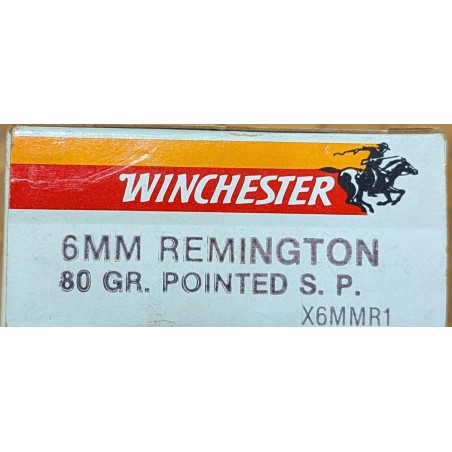 WINCHESTER
6MM REMINGTON
80 GR. POINTED S. P.
X6MMR1